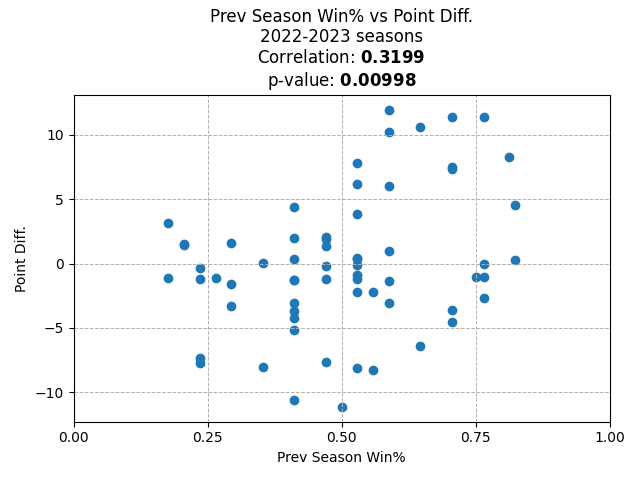 Prev Season Win% vs Point Diff.
2022-2023 seasons
Correlation: 0.3199
p-value: 0.00998
10
5
0
−5
−10
Point Diff.
0.00 0.25 0.50 0.75 1.00
Prev Season Win%